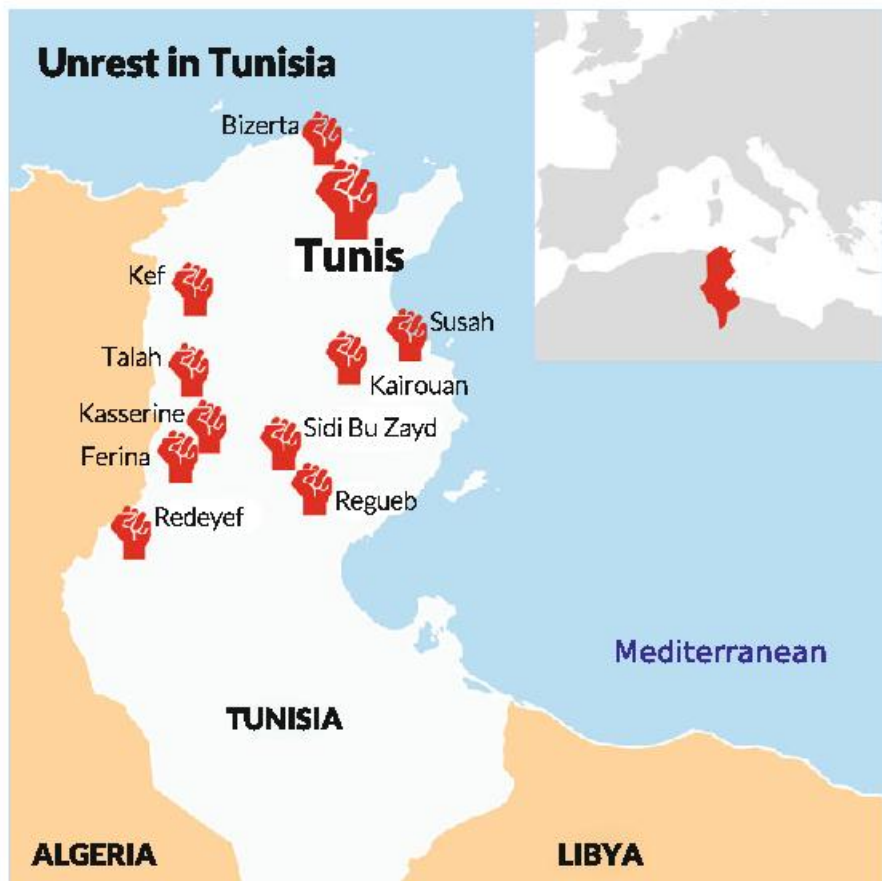 Unrest in Tunisia
Bizerta
Tunis
Kef
Susah
Talah
Kairouan
Kasserine
Sidi Bu Zayd
Ferina
Regueb
Redeyef
Mediterranean
TUNISIA
ALGERIA
LIBYA